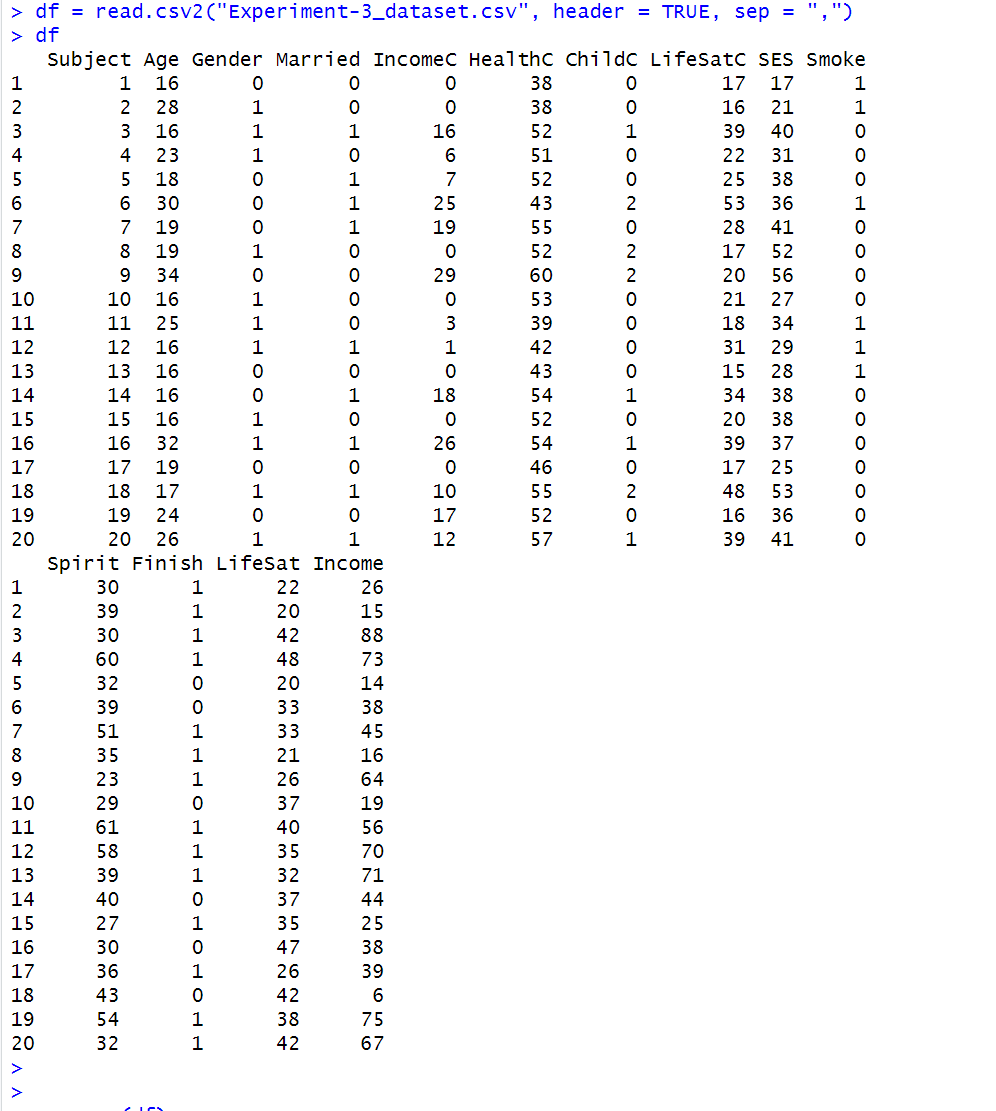 > df = read.csv2("Experiment-3_dataset.csv", header = TRUE, sep = ",")
> df
   Subject Age Gender Married IncomeC HealthC ChildC LifeSatC SES Smoke
1        1  16      0       0       0      38      0       17  17     1
2        2  28      1       0       0      38      0       16  21     1
3        3  16      1       1      16      52      1       39  40     0
4        4  23      1       0       6      51      0       22  31     0
5        5  18      0       1       7      52      0       25  38     0
6        6  30      0       1      25      43      2       53  36     1
7        7  19      0       1      19      55      0       28  41     0
8        8  19      1       0       0      52      2       17  52     0
9        9  34      0       0      29      60      2       20  56     0
10      10  16      1       0       0      53      0       21  27     0
11      11  25      1       0       3      39      0       18  34     1
12      12  16      1       1       1      42      0       31  29     1
13      13  16      0       0       0      43      0       15  28     1
14      14  16      0       1      18      54      1       34  38     0
15      15  16      1       0       0      52      0       20  38     0
16      16  32      1       1      26      54      1       39  37     0
17      17  19      0       0       0      46      0       17  25     0
18      18  17      1       1      10      55      2       48  53     0
19      19  24      0       0      17      52      0       16  36     0
20      20  26      1       1      12      57      1       39  41     0
   Spirit Finish LifeSat Income
1      30      1      22     26
2      39      1      20     15
3      30      1      42     88
4      60      1      48     73
5      32      0      20     14
6      39      0      33     38
7      51      1      33     45
8      35      1      21     16
9      23      1      26     64
10     29      0      37     19
11     61      1      40     56
12     58      1      35     70
13     39      1      32     71
14     40      0      37     44
15     27      1      35     25
16     30      0      47     38
17     36      1      26     39
18     43      0      42      6
19     54      1      38     75
20     32      1      42     67
>
>